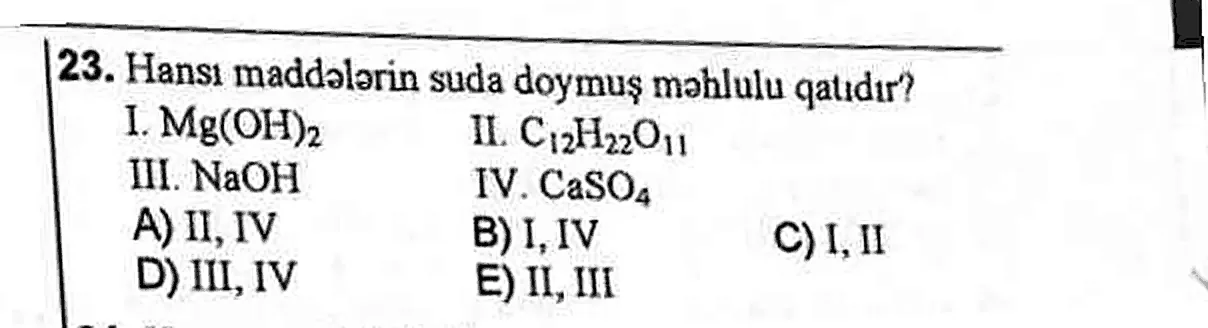 23. Hansı maddələrin suda doymuş məhlulu qatıdır?
I. Mg(OH)₂ II. C₁₂H₂₂O₁₁
III. NaOH IV. CaSO₄
A) II, IV B) I, IV C) I, II
D) III, IV E) II, III